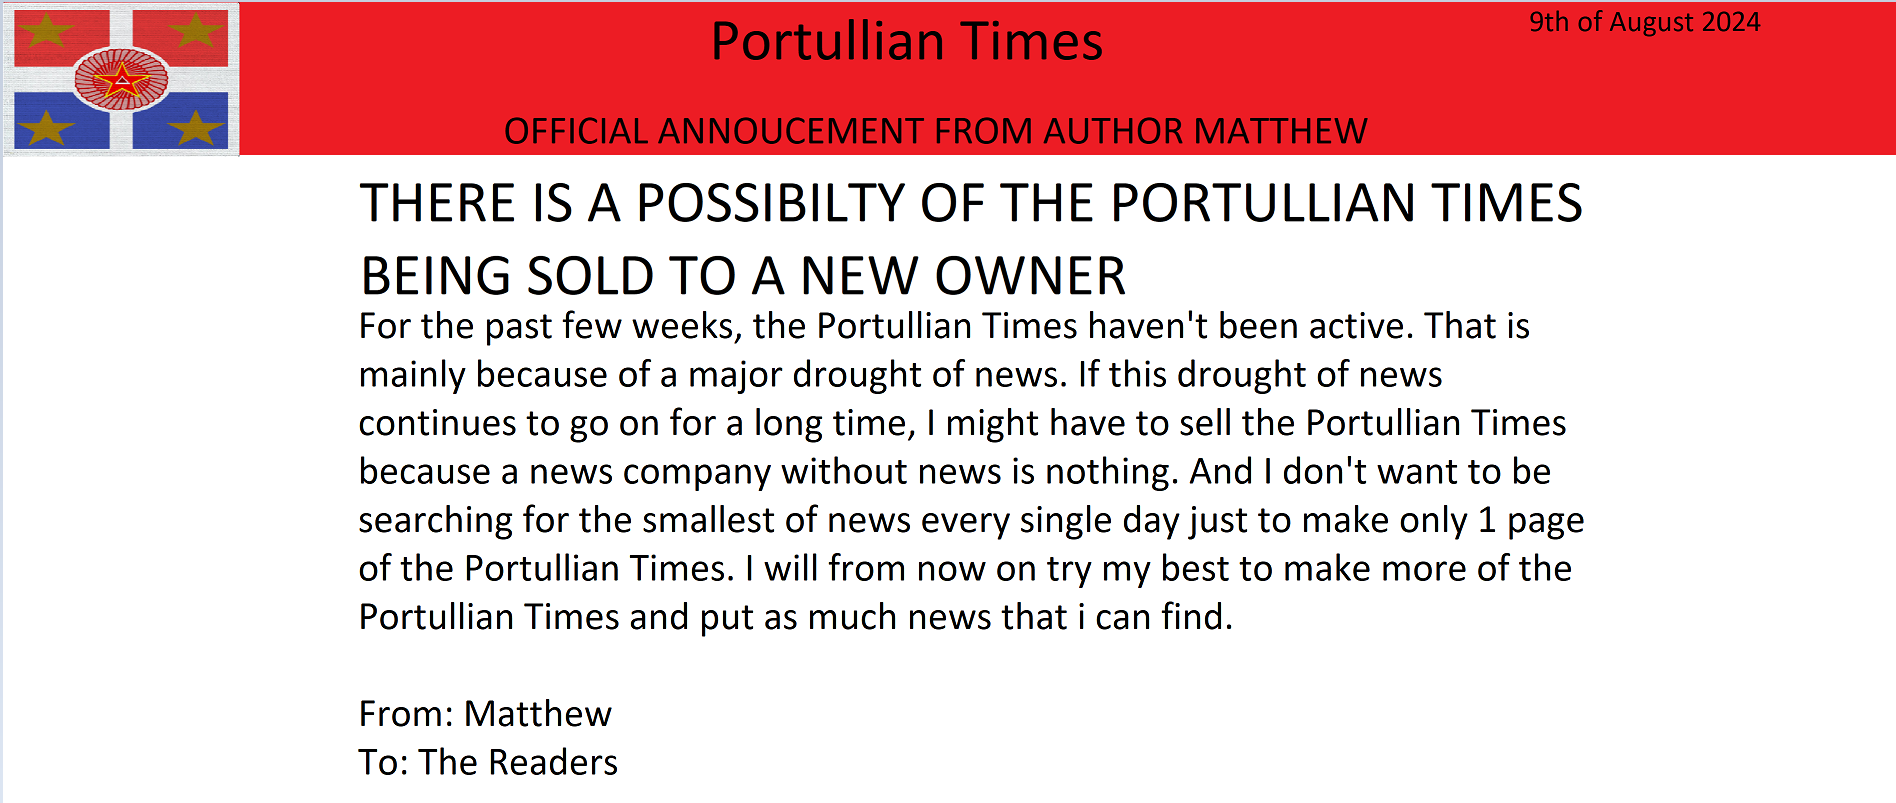 Portullian Times
9th of August 2024
OFFICIAL ANNOUCEMENT FROM AUTHOR MATTHEW
THERE IS A POSSIBILTY OF THE PORTULLIAN TIMES
BEING SOLD TO A NEW OWNER
For the past few weeks, the Portullian Times haven't been active. That is
mainly because of a major drought of news. If this drought of news
continues to go on for a long time, I might have to sell the Portullian Times
because a news company without news is nothing. And I don't want to be
searching for the smallest of news every single day just to make only 1 page
of the Portullian Times. I will from now on try my best to make more of the
Portullian Times and put as much news that i can find.
From: Matthew
To: The Readers